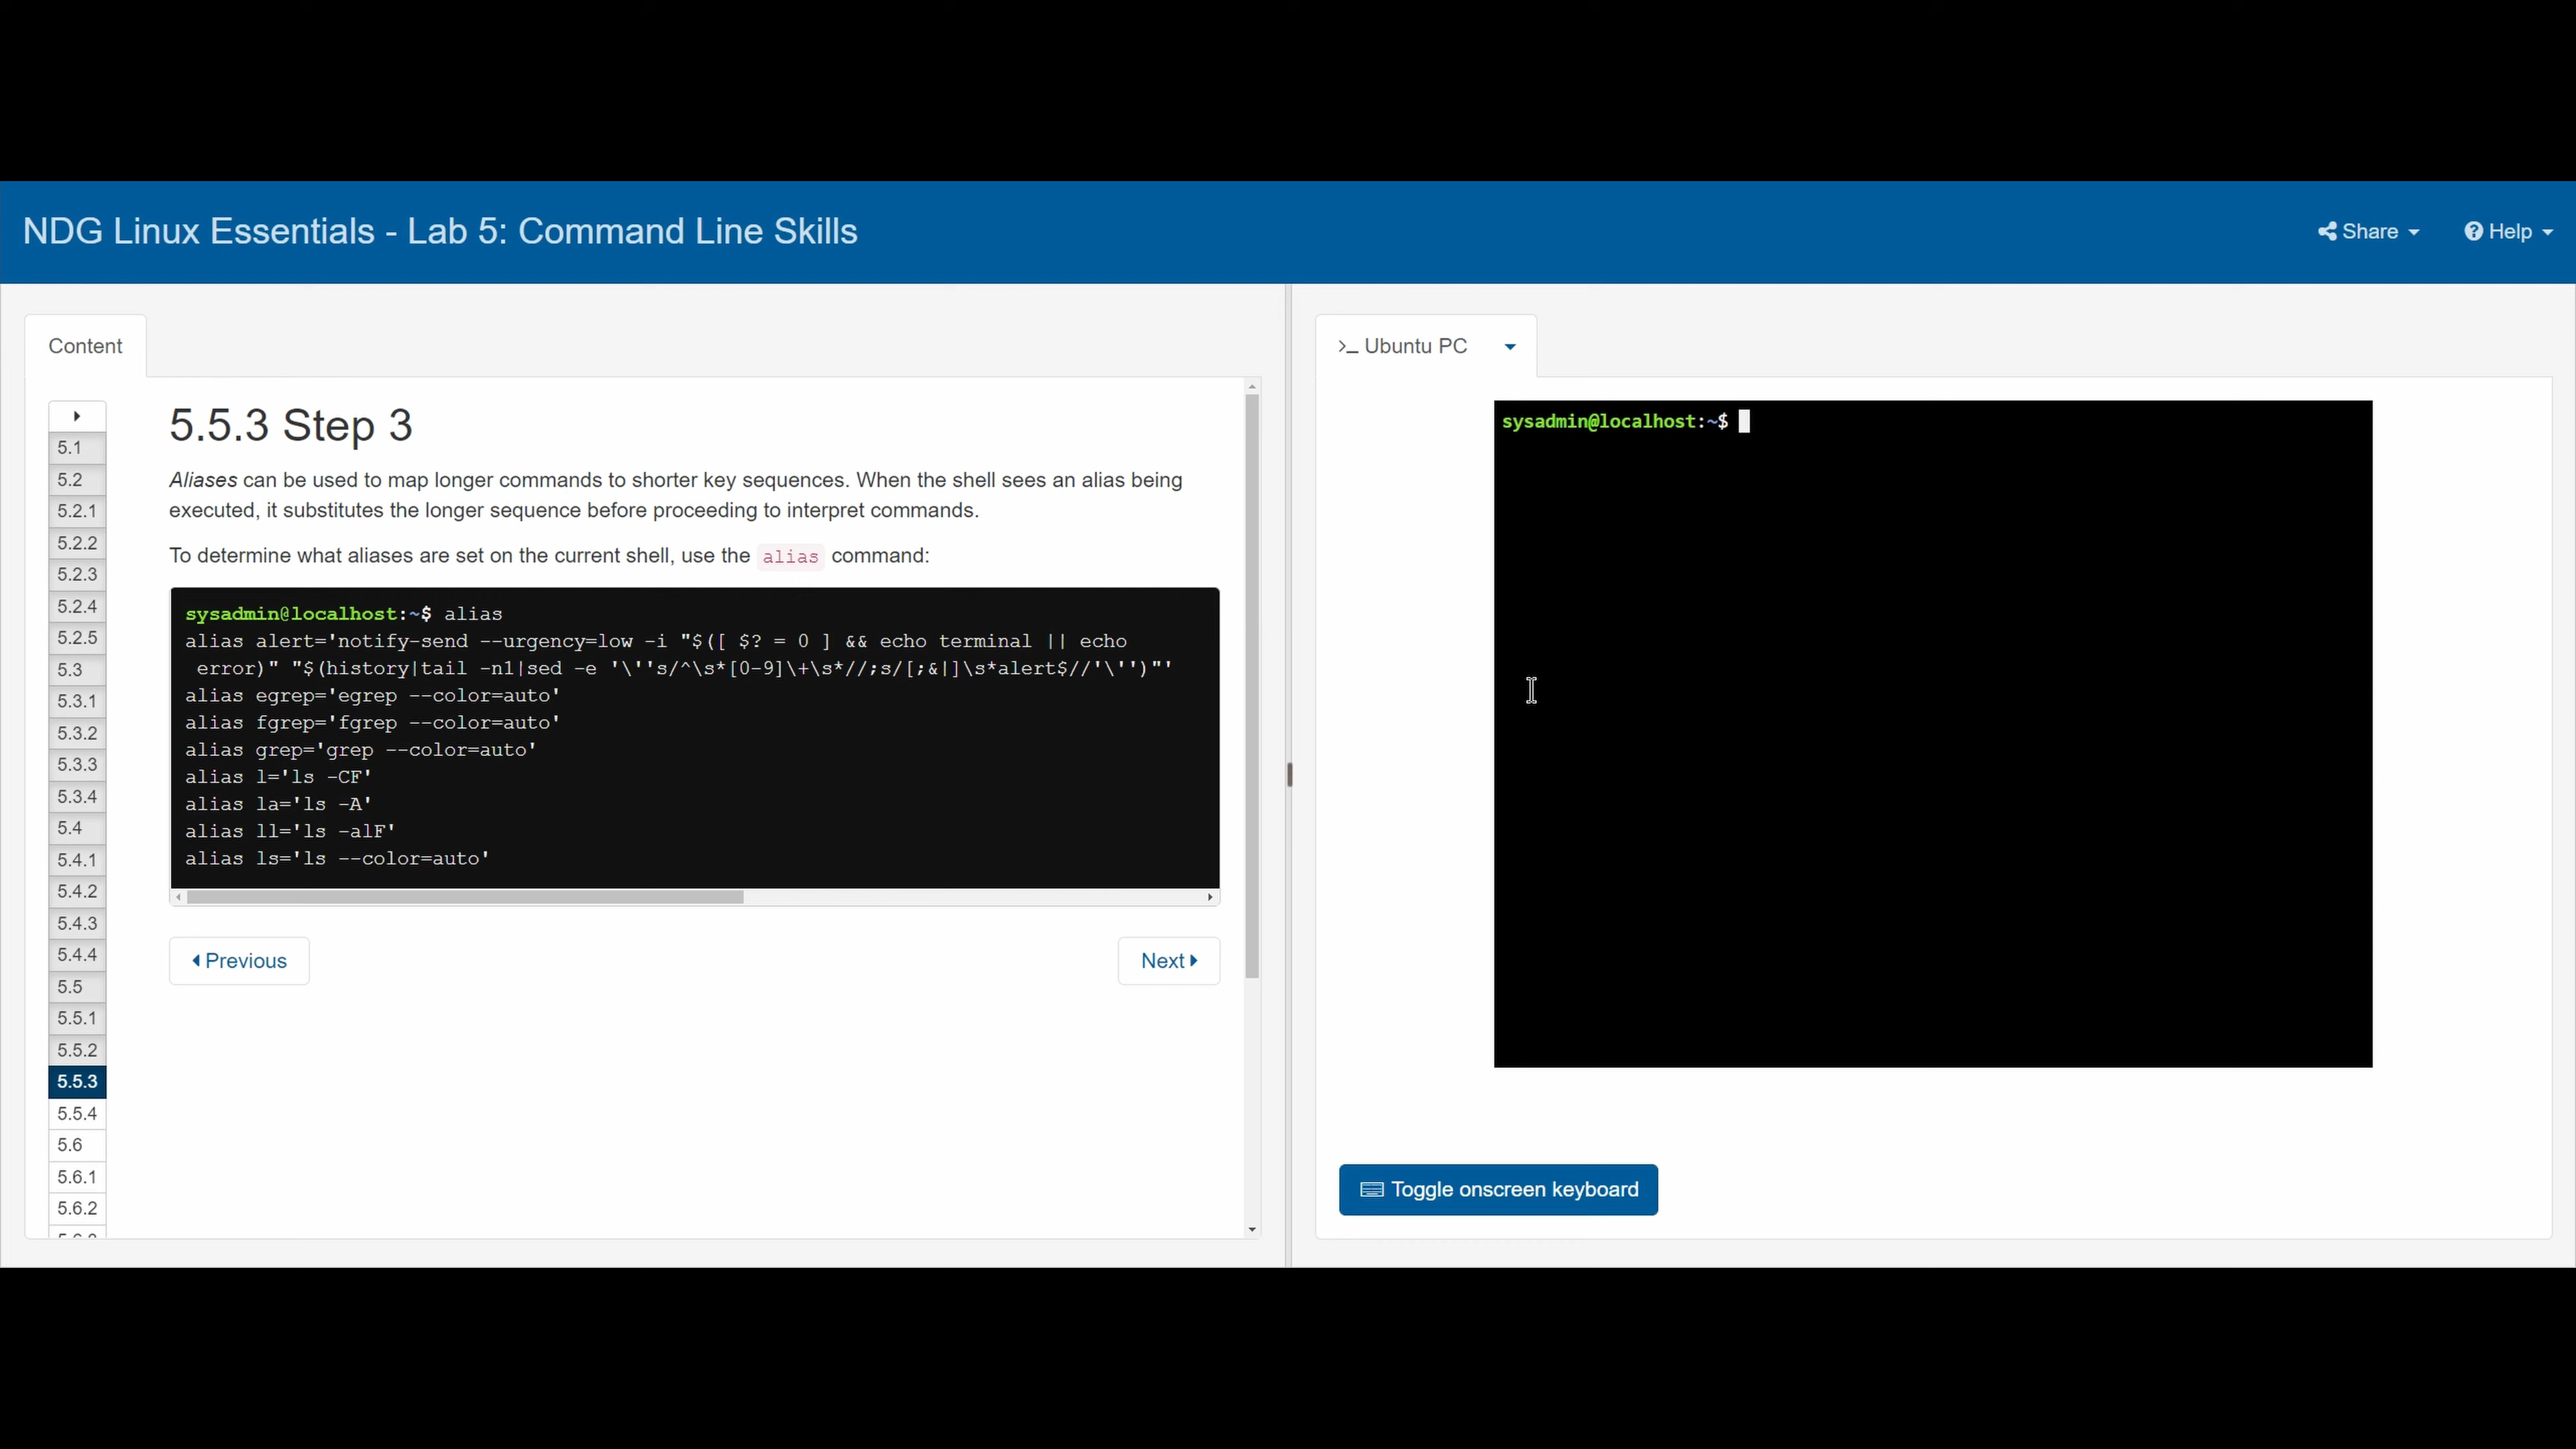 NDG Linux Essentials - Lab 5: Command Line Skills
Share
Help
Content
5.1
5.2
5.2.1
5.2.2
5.2.3
5.2.4
5.2.5
5.3
5.3.1
5.3.2
5.3.3
5.3.4
5.4
5.4.1
5.4.2
5.4.3
5.4.4
5.5
5.5.1
5.5.2
5.5.3
5.5.4
5.6
5.6.1
5.6.2
5.5.3 Step 3
Aliases can be used to map longer commands to shorter key sequences. When the shell sees an alias being
executed, it substitutes the longer sequence before proceeding to interpret commands.
To determine what aliases are set on the current shell, use the alias command:
sysadmin@localhost:~$ alias
alias alert='notify-send --urgency=low -i "$([ $? = 0 ] && echo terminal || echo
error)" "$(history|tail -n1|sed -e '\''s/^\s*[0-9]\+\s*//;s/[;&|]\s*alert$//'\'')"'
alias egrep='egrep --color=auto'
alias fgrep='fgrep --color=auto'
alias grep='grep --color=auto'
alias l='ls -CF'
alias la='ls -A'
alias ll='ls -alF'
alias ls='ls --color=auto'
Previous
Next
>_ Ubuntu PC
sysadmin@localhost:~$
Toggle onscreen keyboard